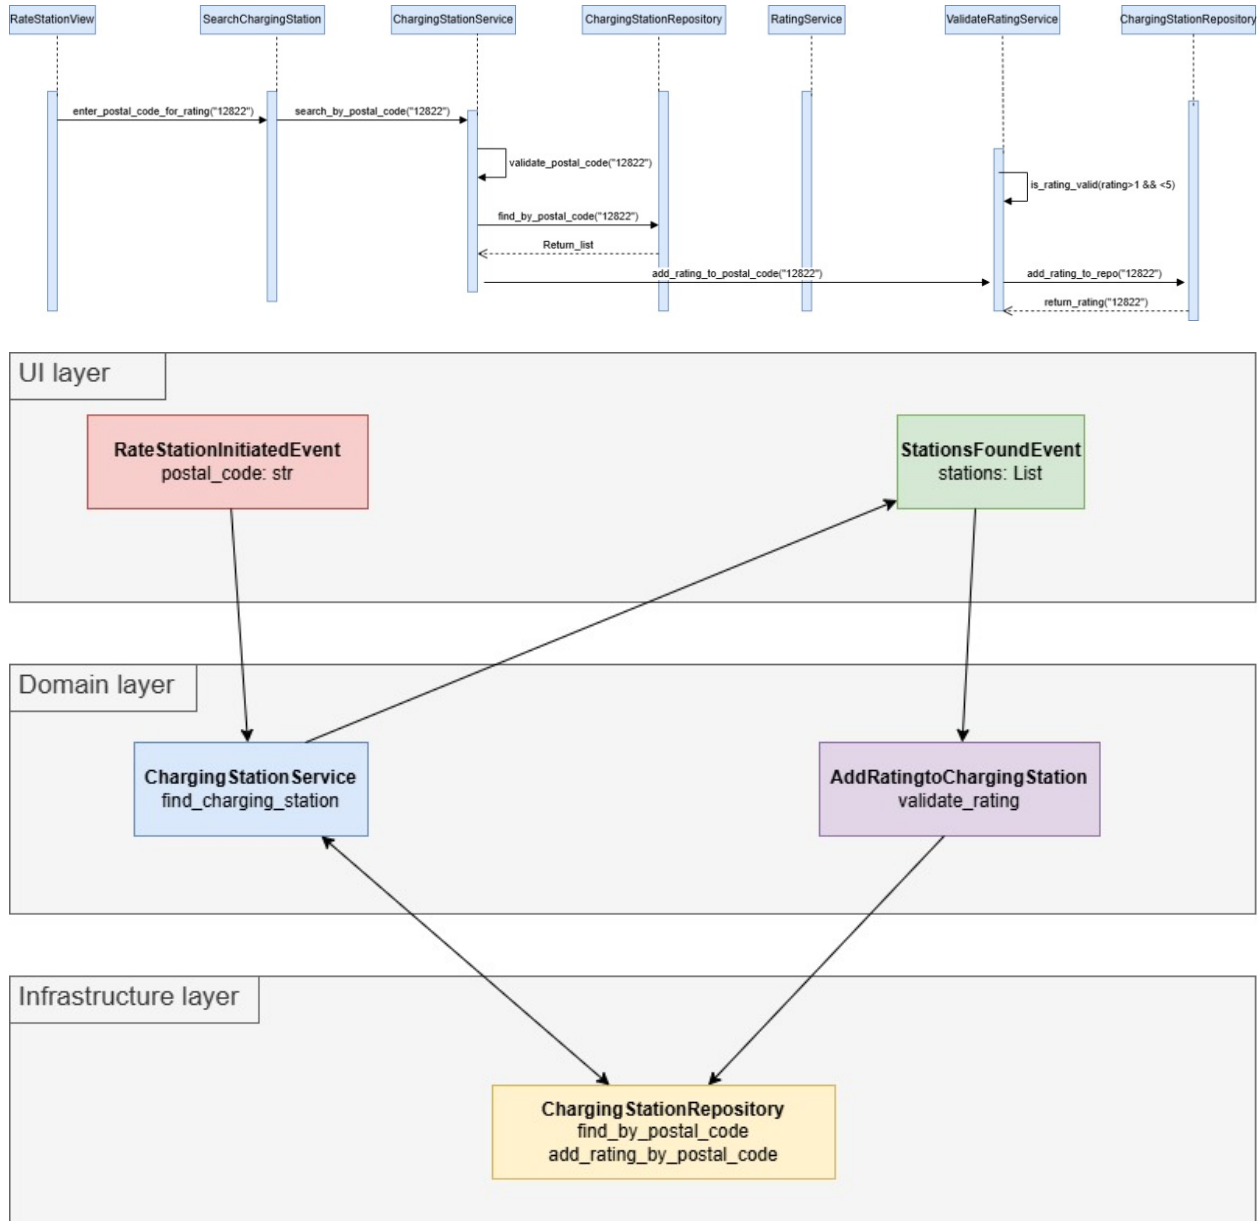 RateStationView
SearchChargingStation
ChargingStationService
ChargingStationRepository
RatingService
ValidateRatingService
ChargingStationRepository
enter_postal_code_for_rating("12822")
search_by_postal_code("12822")
validate_postal_code("12822")
is_rating_valid(rating>1 && <5)
find_by_postal_code("12822")
Return_list
add_rating_to_postal_code("12822")
add_rating_to_repo("12822")
return_rating("12822")
UI layer
RateStationInitiatedEvent
postal_code: str
StationsFoundEvent
stations: List
Domain layer
ChargingStationService
find_charging_station
AddRatingtoChargingStation
validate_rating
Infrastructure layer
ChargingStationRepository
find_by_postal_code
add_rating_by_postal_code